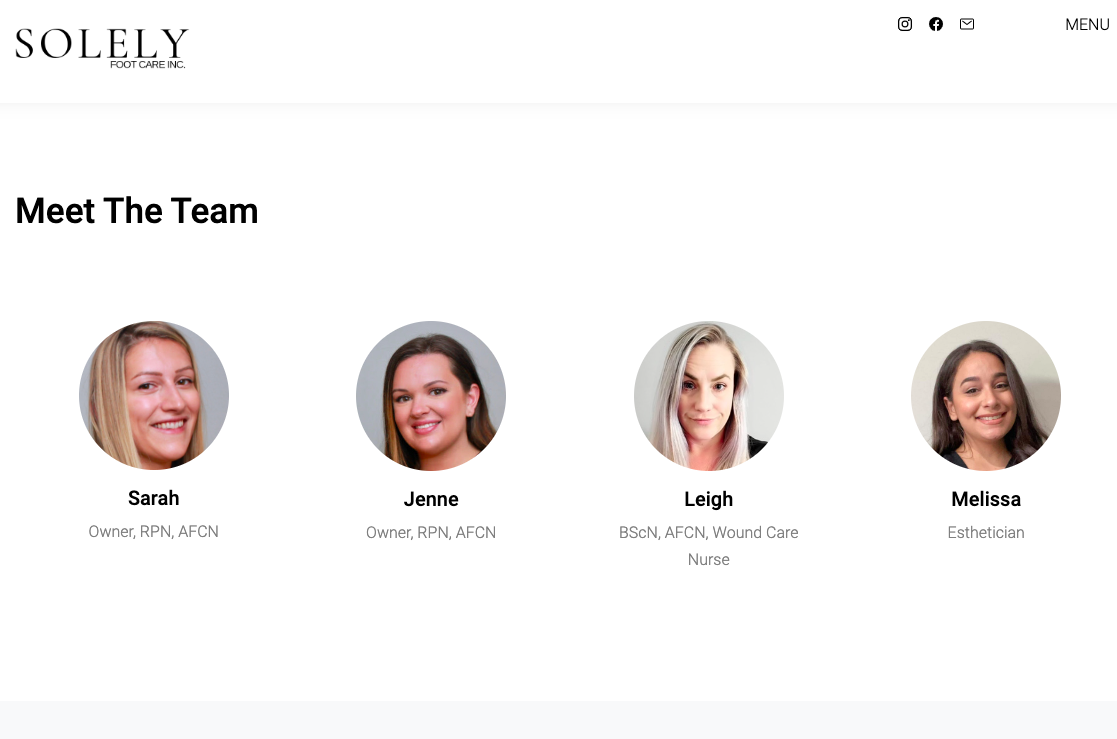 SOLELY
FOOT CARE INC.
MENU
Meet The Team
Sarah
Owner, RPN, AFCN
Jenne
Owner, RPN, AFCN
Leigh
BScN, AFCN, Wound Care
Nurse
Melissa
Esthetician